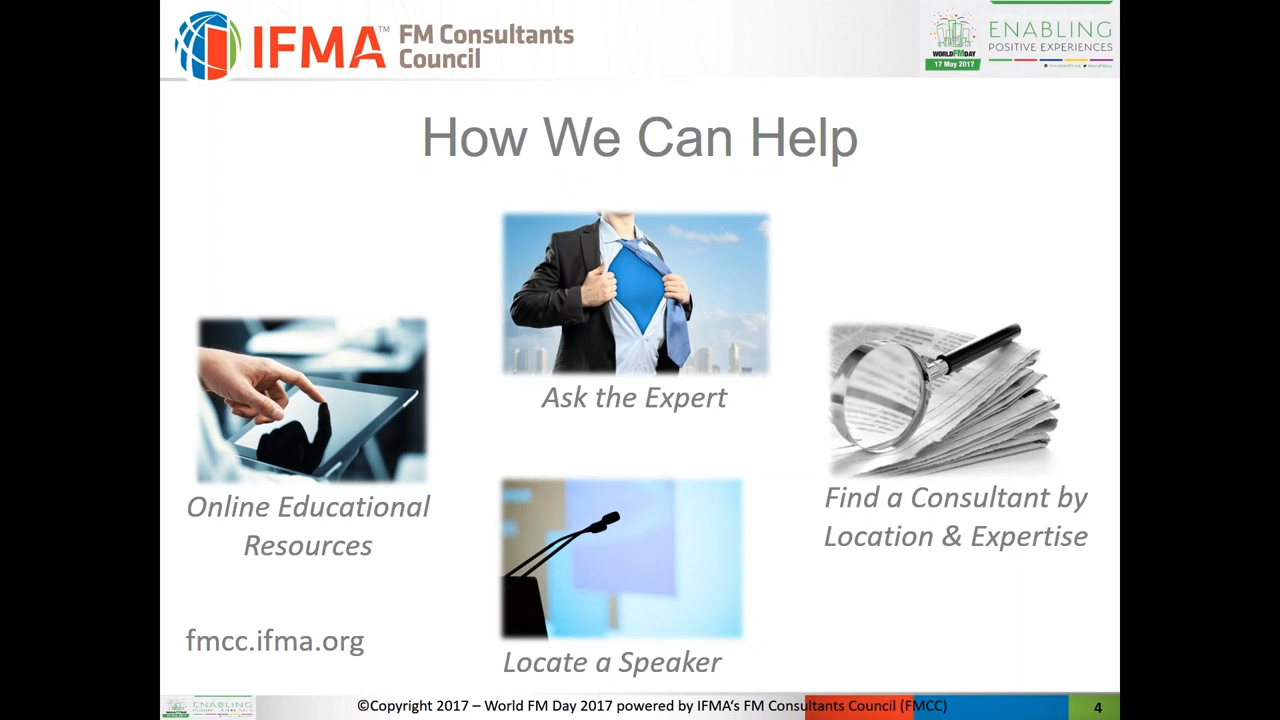 IFMA™ FM Consultants
Council
WORLD FM DAY
17 May 2017
ENABLING
POSITIVE EXPERIENCES
How We Can Help
Ask the Expert
Online Educational
Resources
Find a Consultant by
Location & Expertise
Locate a Speaker
fmcc.ifma.org
ENABLING
©Copyright 2017 – World FM Day 2017 powered by IFMA's FM Consultants Council (FMCC)
4